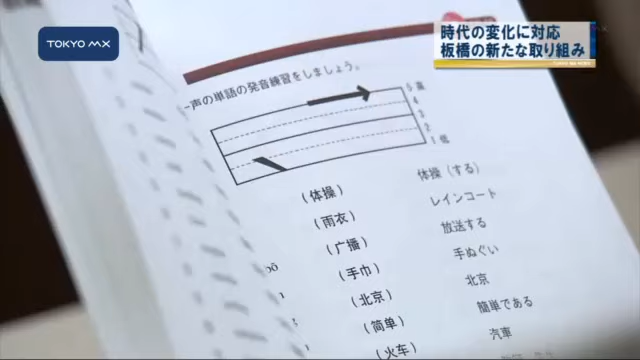 TOKYO MX
時代の変化に対応
板橋の新たな取り組み
声の単語の発音練習をしましょう。
5 高
4
3
2
1 低
(体操) 体操（する）
(雨衣) レインコート
(广播) 放送する
(手巾) 手ぬぐい
(北京) 北京
(简单) 簡単である
(火车) 汽車